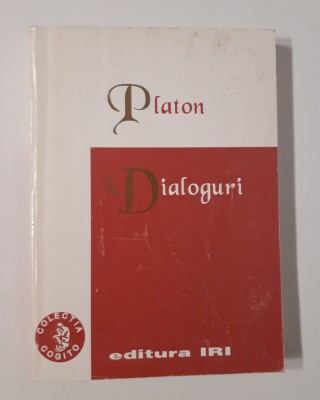 Platon
Dialoguri
COLECȚIA
COGITO
editura IRI